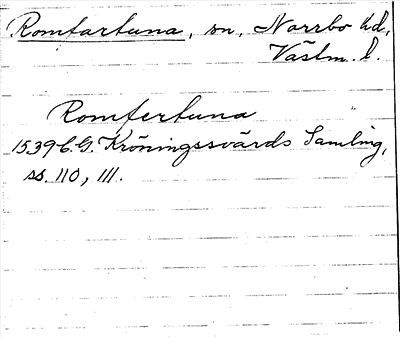 Romfartuna, sn, Norrbo hd,
Västm. l.
Romfertuna
1539 C. G. Kröningssvärds Samling,
ss. 110, 111.